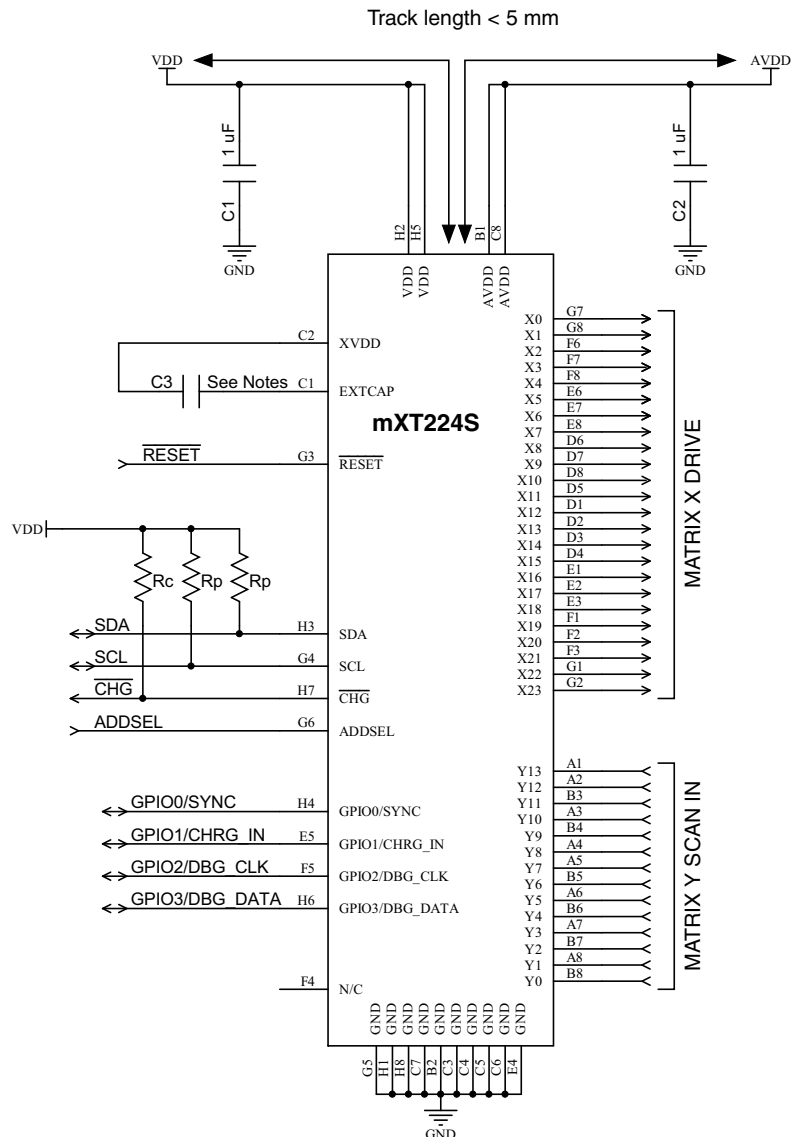 Track length < 5 mm
VDD
AVDD
1 uF
C1
GND
1 uF
C2
GND
H2
H5
B1
C8
VDD
VDD
AVDD
AVDD
C2 XVDD
C3 See Notes C1 EXTCAP
mXT224S
RESET G3 RESET
VDD
Rc Rp Rp
SDA H3 SDA
SCL G4 SCL
CHG H7 CHG
ADDSEL G6 ADDSEL
GPIO0/SYNC H4 GPIO0/SYNC
GPIO1/CHRG_IN E5 GPIO1/CHRG_IN
GPIO2/DBG_CLK F5 GPIO2/DBG_CLK
GPIO3/DBG_DATA H6 GPIO3/DBG_DATA
F4 N/C
X0 G7
X1 G8
X2 F6
X3 F7
X4 F8
X5 E6
X6 E7
X7 E8
X8 D6
X9 D7
X10 D8
X11 D5
X12 D1
X13 D2
X14 D3
X15 D4
X16 E1
X17 E2
X18 E3
X19 F1
X20 F2
X21 F3
X22 G1
X23 G2
MATRIX X DRIVE
Y13 A1
Y12 A2
Y11 B3
Y10 A3
Y9 B4
Y8 A4
Y7 A5
Y6 B5
Y5 A6
Y4 B6
Y3 A7
Y2 B7
Y1 A8
Y0 B8
MATRIX Y SCAN IN
GND
GND
GND
GND
GND
GND
GND
GND
GND
GND
G5
H1
H8
C7
B2
C3
C4
C5
C6
E4
GND